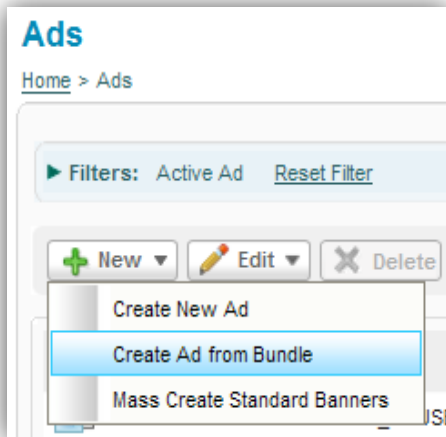 Ads
Home > Ads
Filters: Active Ad Reset Filter
New Edit Delete
Create New Ad
Create Ad from Bundle
Mass Create Standard Banners